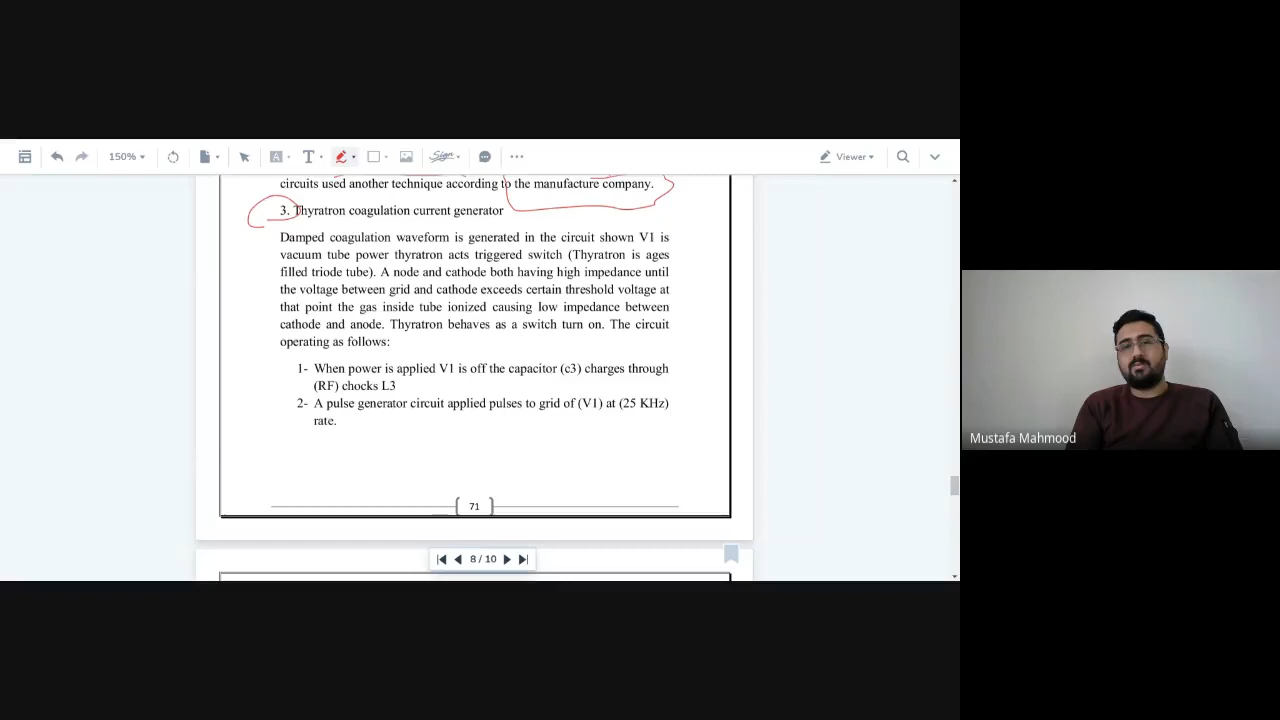 150%
T
Sign
Viewer
circuits used another technique according to the manufacture company.
3. Thyratron coagulation current generator
Damped coagulation waveform is generated in the circuit shown V1 is
vacuum tube power thyratron acts triggered switch (Thyratron is ages
filled triode tube). A node and cathode both having high impedance until
the voltage between grid and cathode exceeds certain threshold voltage at
that point the gas inside tube ionized causing low impedance between
cathode and anode. Thyratron behaves as a switch turn on. The circuit
operating as follows:
1- When power is applied V1 is off the capacitor (c3) charges through
(RF) chocks L3
2- A pulse generator circuit applied pulses to grid of (V1) at (25 KHz)
rate.
71
8 / 10
Mustafa Mahmood